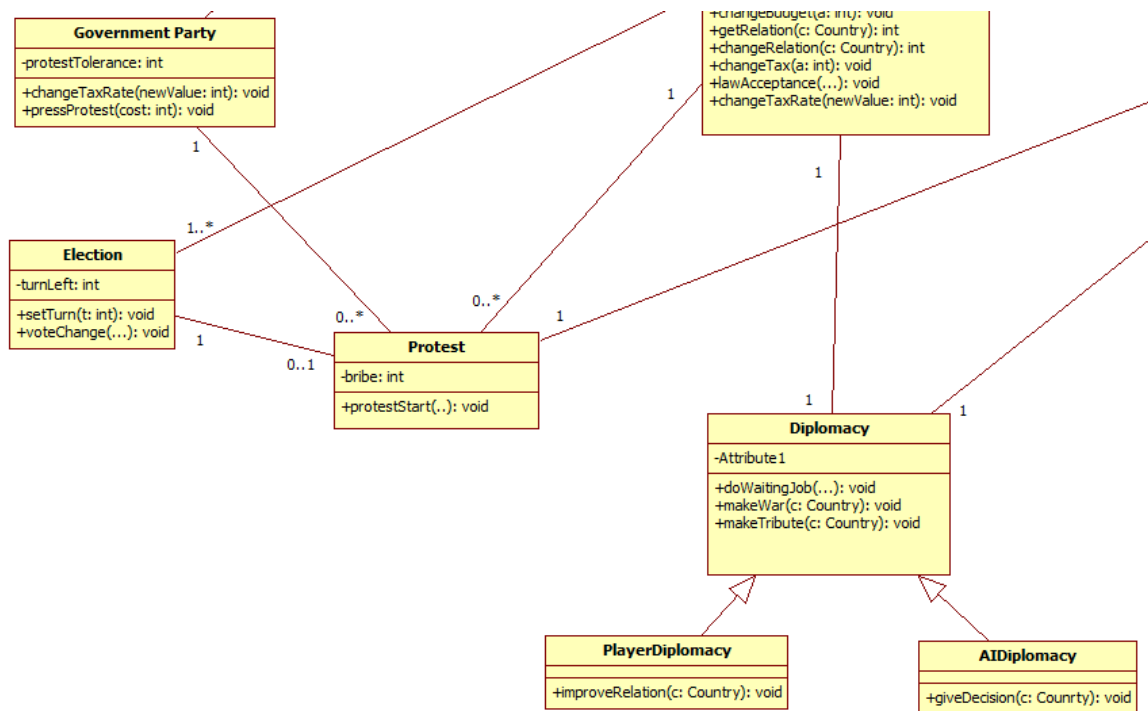 Government Party
-protestTolerance: int
+changeTaxRate(newValue: int): void
+pressProtest(cost: int): void
+changeBudget(a: int): void
+getRelation(c: Country): int
+changeRelation(c: Country): int
+changeTax(a: int): void
+lawAcceptance(...): void
+changeTaxRate(newValue: int): void
1
1
1
1..*
Election
-turnLeft: int
+setTurn(t: int): void
+voteChange(...): void
1
0..1
0..*
0..*
1
Protest
-bribe: int
+protestStart(..): void
1
1
Diplomacy
-Attribute1
+doWaitingJob(...): void
+makeWar(c: Country): void
+makeTribute(c: Country): void
PlayerDiplomacy
+improveRelation(c: Country): void
AIDiplomacy
+giveDecision(c: Counrty): void